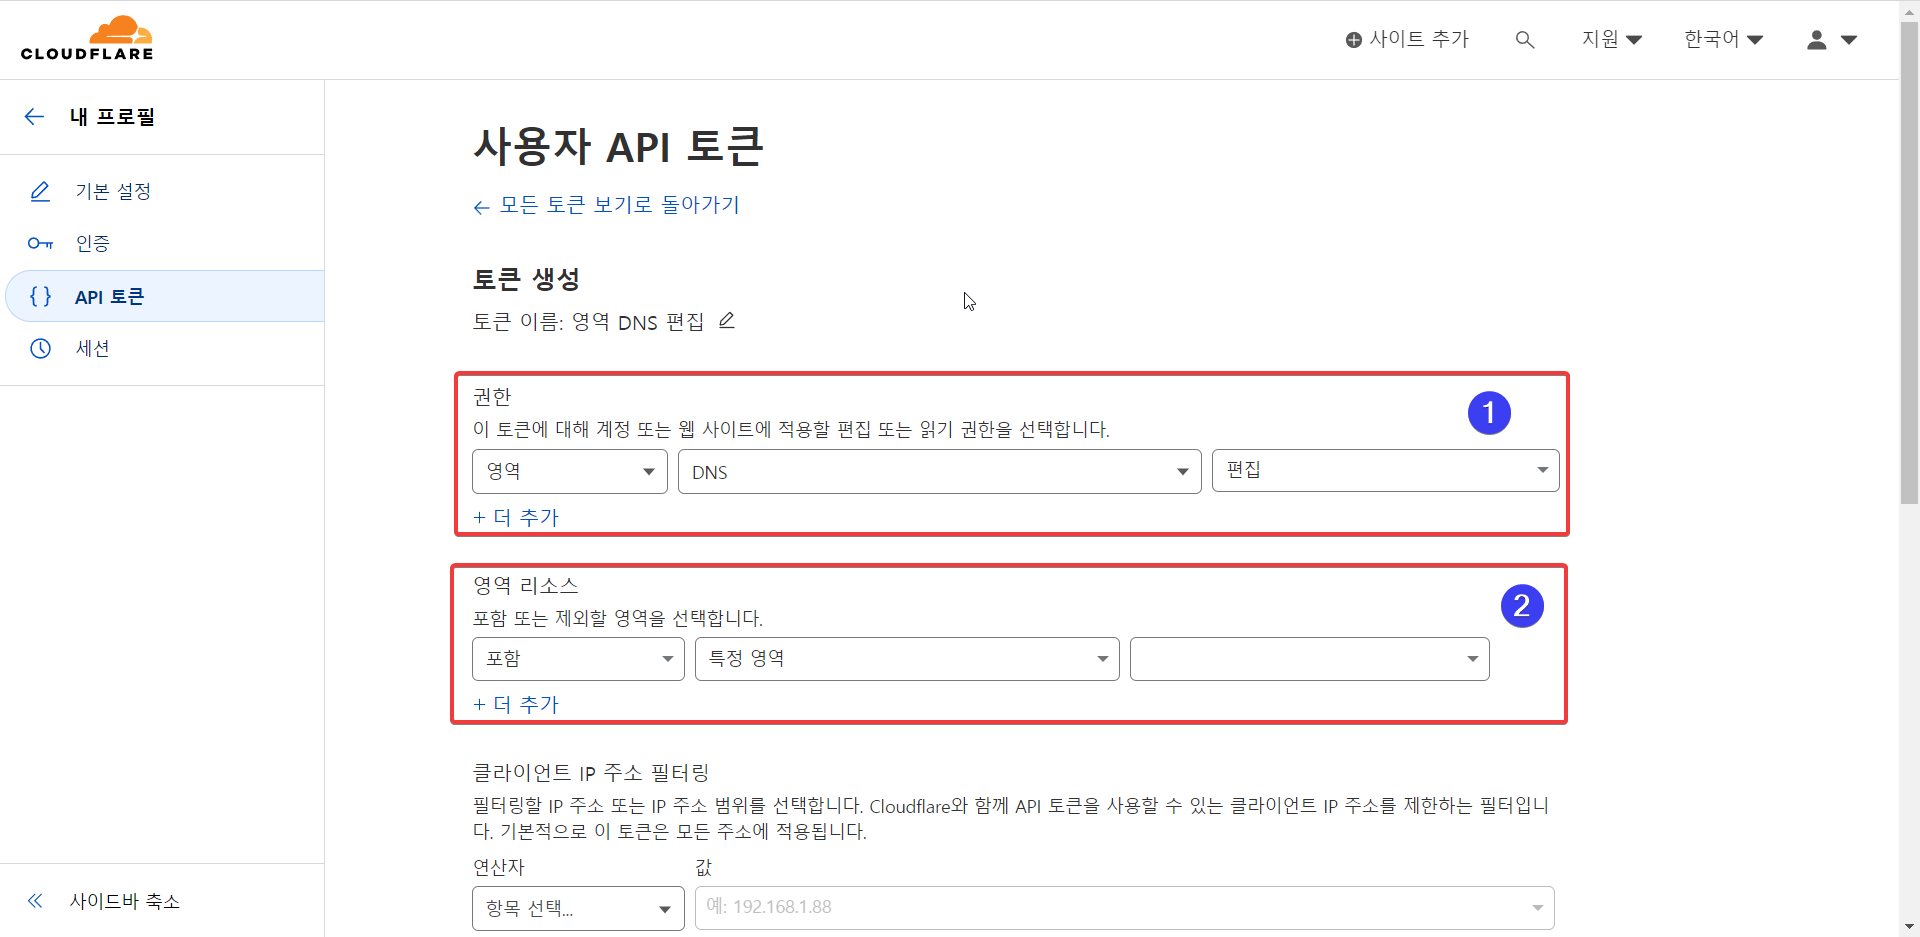 CLOUDFLARE
사이트 추가
지원
한국어
내 프로필
기본 설정
인증
API 토큰
세션
사이드바 축소
사용자 API 토큰
← 모든 토큰 보기로 돌아가기
토큰 생성
토큰 이름: 영역 DNS 편집
권한
1
이 토큰에 대해 계정 또는 웹 사이트에 적용할 편집 또는 읽기 권한을 선택합니다.
영역 DNS 편집
+ 더 추가
영역 리소스
2
포함 또는 제외할 영역을 선택합니다.
포함 특정 영역
+ 더 추가
클라이언트 IP 주소 필터링
필터링할 IP 주소 또는 IP 주소 범위를 선택합니다. Cloudflare와 함께 API 토큰을 사용할 수 있는 클라이언트 IP 주소를 제한하는 필터입니
다. 기본적으로 이 토큰은 모든 주소에 적용됩니다.
연산자 값
항목 선택... 예: 192.168.1.88